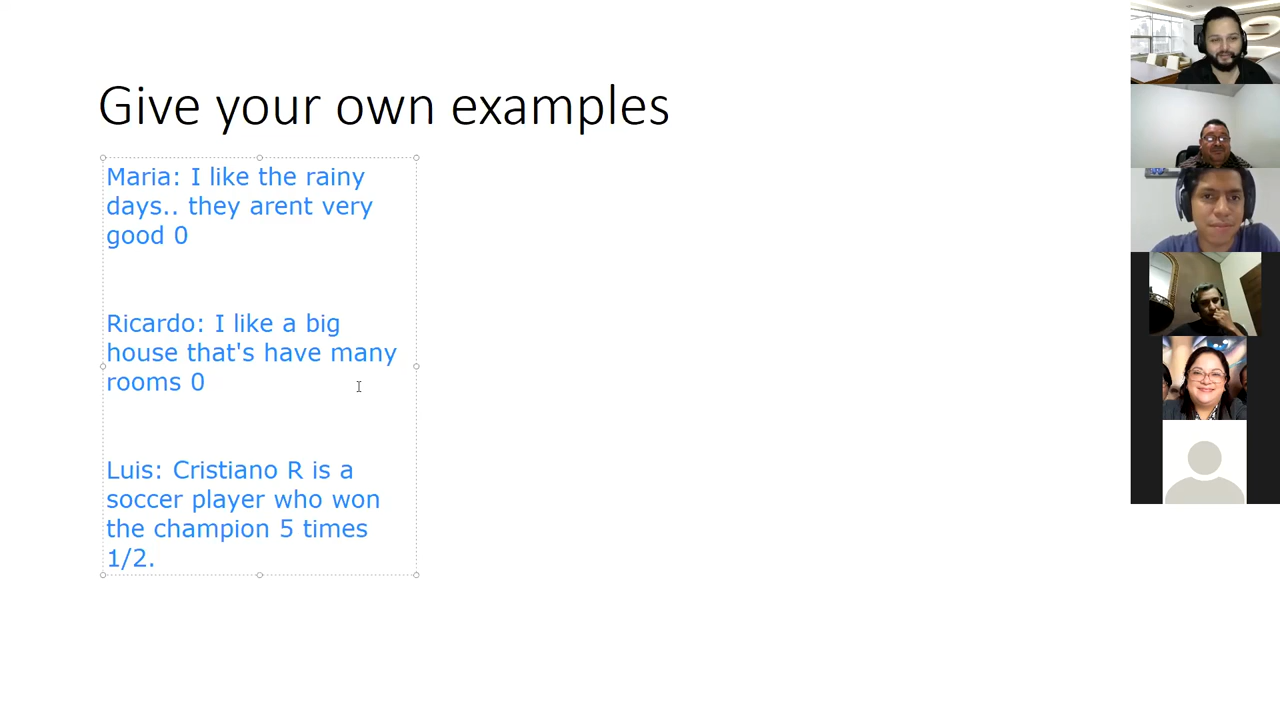 Give your own examples
Maria: I like the rainy
days.. they arent very
good 0
Ricardo: I like a big
house that's have many
rooms 0
Luis: Cristiano R is a
soccer player who won
the champion 5 times
1/2.